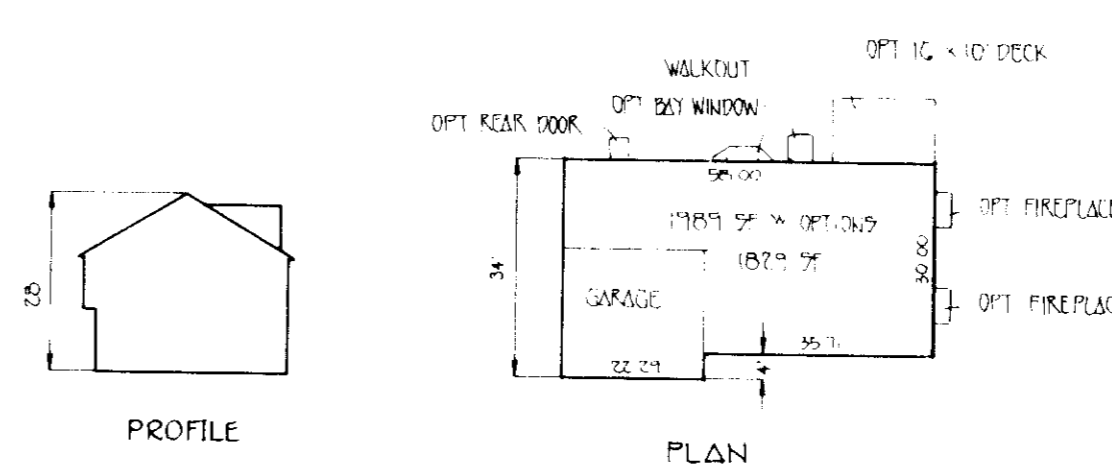 OPT 16 × 10' DECK
WALKOUT
OPT BAY WINDOW
OPT REAR DOOR
58.00
1989 SF W OPTIONS
1829 SF
OPT FIREPLACE
30.00
34'
28
GARAGE
OPT FIREPLAC
35.71
22.29
4'
PROFILE
PLAN